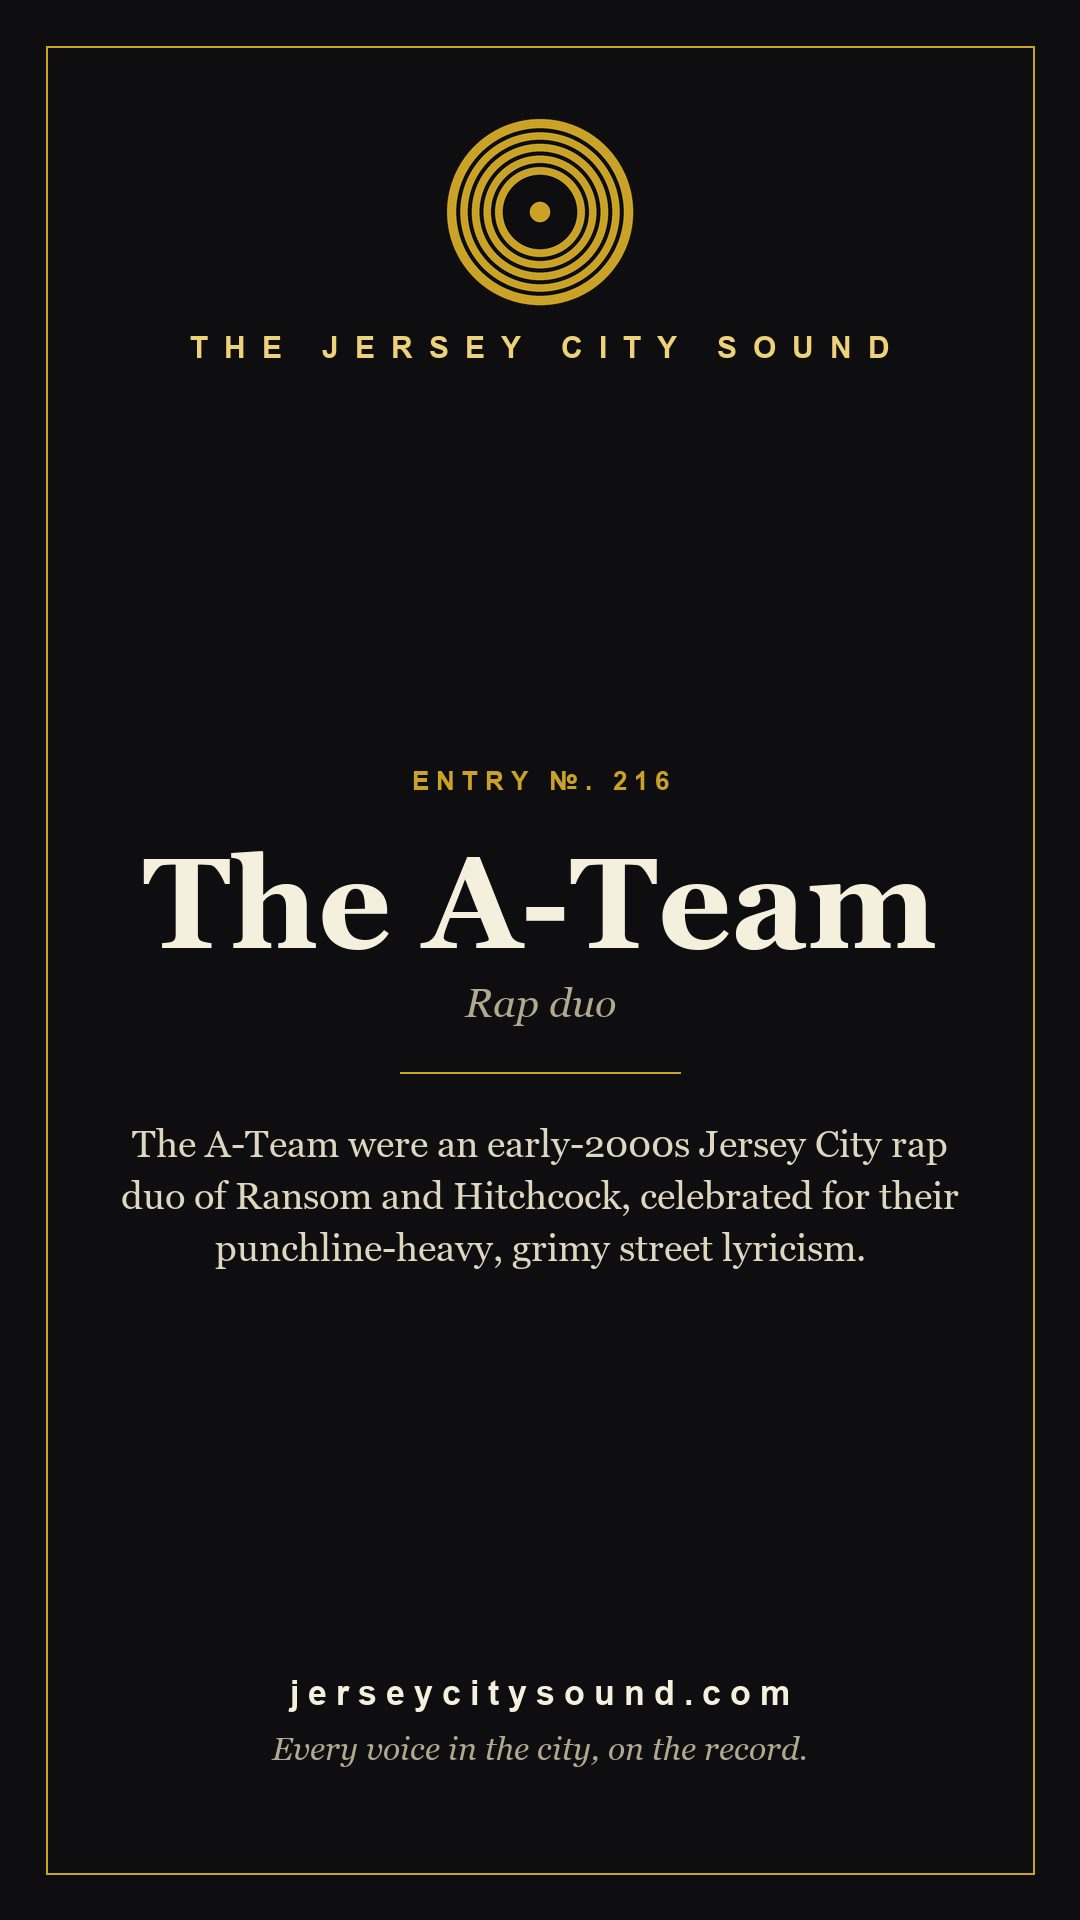 THE JERSEY CITY SOUND
ENTRY №. 216
The A-Team
Rap duo
The A-Team were an early-2000s Jersey City rap
duo of Ransom and Hitchcock, celebrated for their
punchline-heavy, grimy street lyricism.
jerseycitysound.com
Every voice in the city, on the record.